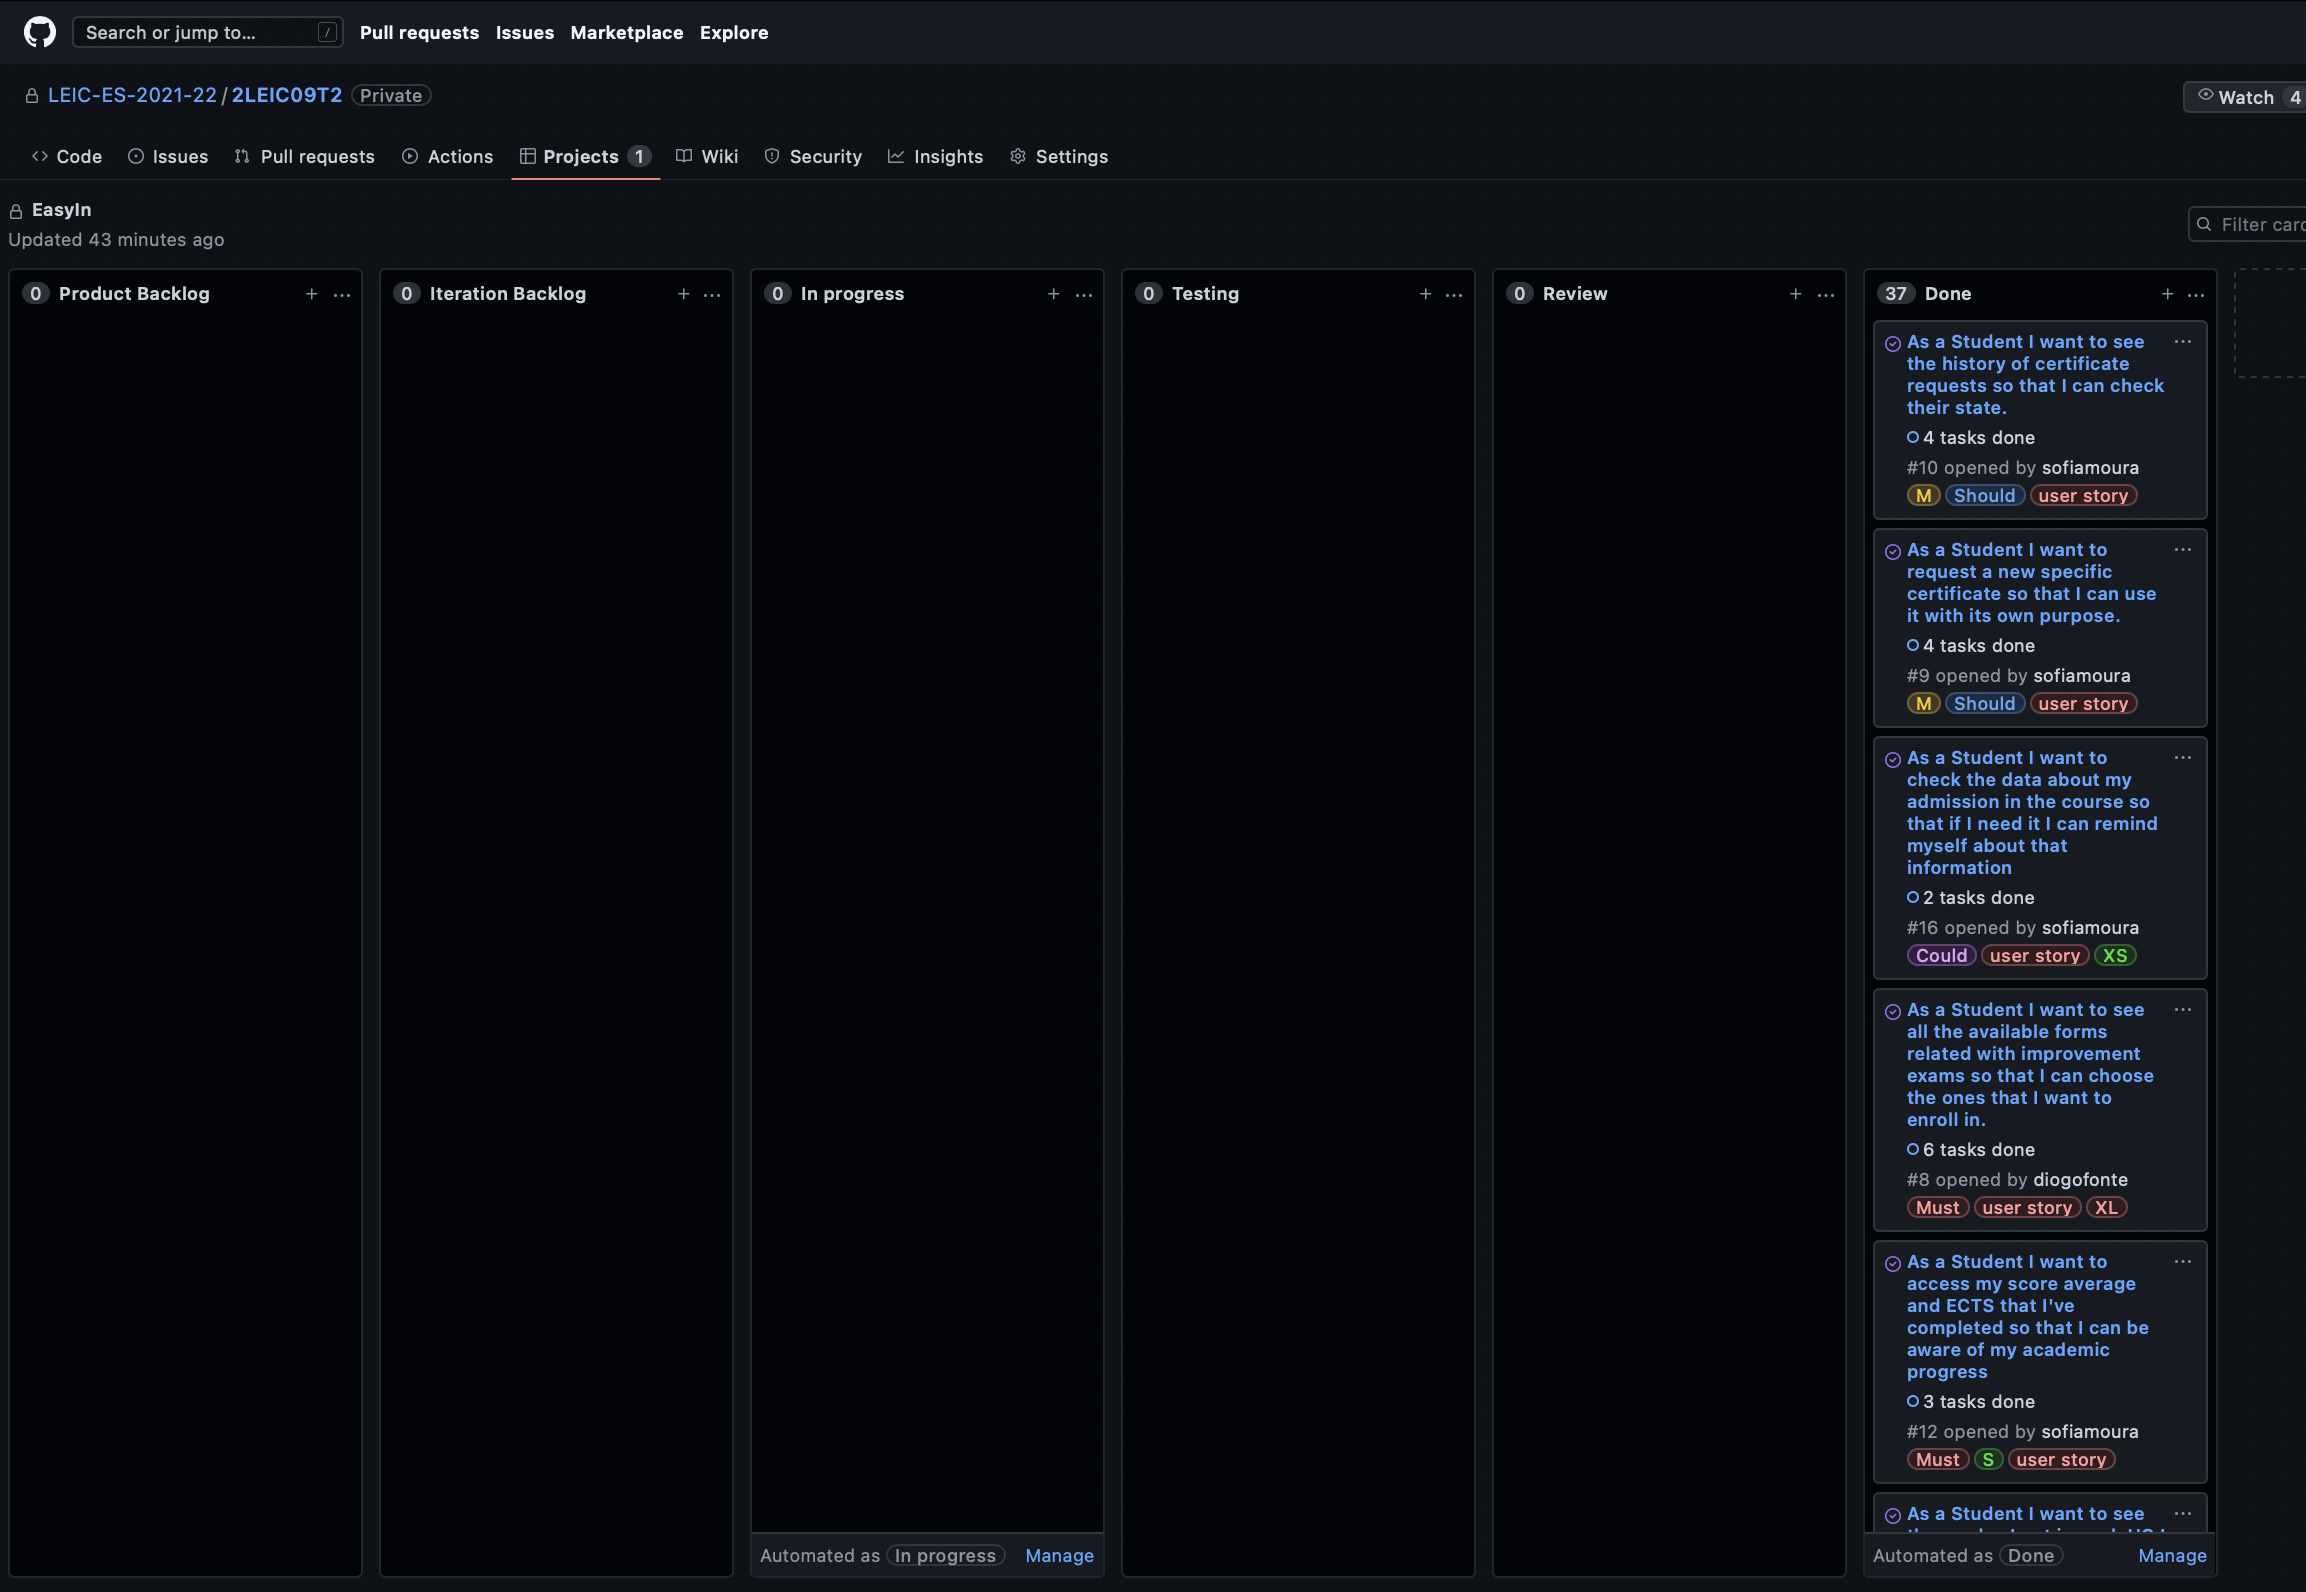 Search or jump to... /
Pull requests Issues Marketplace Explore
LEIC-ES-2021-22 / 2LEIC09T2 Private
Watch 4
Code Issues Pull requests Actions Projects 1 Wiki Security Insights Settings
EasyIn
Updated 43 minutes ago
Filter
0 Product Backlog + ...
0 Iteration Backlog + ...
0 In progress + ...
Automated as In progress Manage
0 Testing + ...
0 Review + ...
37 Done + ...
As a Student I want to see ...
the history of certificate
requests so that I can check
their state.
4 tasks done
#10 opened by sofiamoura
M Should user story
As a Student I want to ...
request a new specific
certificate so that I can use
it with its own purpose.
4 tasks done
#9 opened by sofiamoura
M Should user story
As a Student I want to ...
check the data about my
admission in the course so
that if I need it I can remind
myself about that
information
2 tasks done
#16 opened by sofiamoura
Could user story XS
As a Student I want to see ...
all the available forms
related with improvement
exams so that I can choose
the ones that I want to
enroll in.
6 tasks done
#8 opened by diogofonte
Must user story XL
As a Student I want to ...
access my score average
and ECTS that I've
completed so that I can be
aware of my academic
progress
3 tasks done
#12 opened by sofiamoura
Must S user story
As a Student I want to see ...
Automated as Done Manage